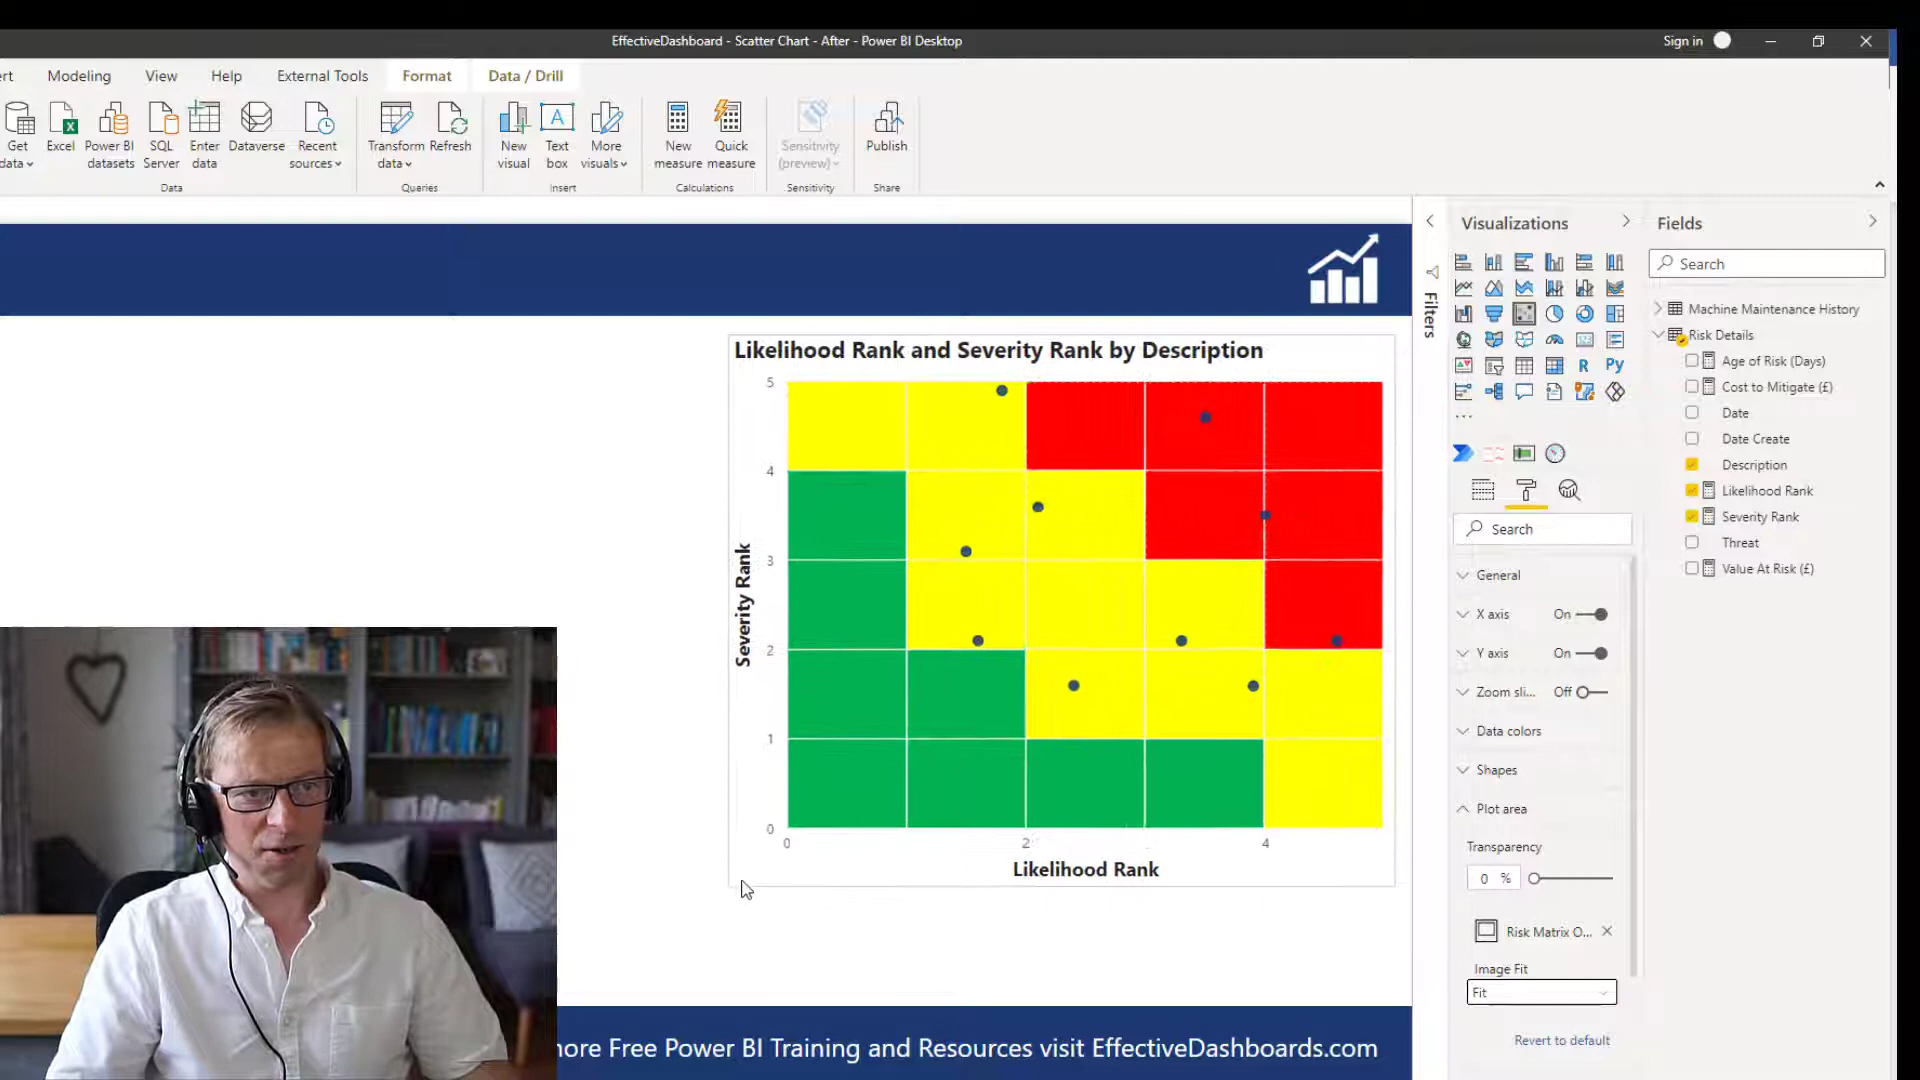 EffectiveDashboard - Scatter Chart - After - Power BI Desktop
Sign in
rt Modeling View Help External Tools Format Data / Drill
Get data
Excel
Power BI datasets
SQL Server
Enter data
Dataverse
Recent sources
Transform data
Refresh
New visual
Text box
More visuals
New measure
Quick measure
Sensitivity (preview)
Publish
Data
Queries
Insert
Calculations
Sensitivity
Share
Likelihood Rank and Severity Rank by Description
5
4
3
2
1
0
Severity Rank
0 2 4
Likelihood Rank
ore Free Power BI Training and Resources visit EffectiveDashboards.com
Filters
Visualizations
R Py
...
Search
General
X axis On
Y axis On
Zoom sli... Off
Data colors
Shapes
Plot area
Transparency
0 %
Risk Matrix O...
Image Fit
Fit
Revert to default
Fields
Search
Machine Maintenance History
Risk Details
Age of Risk (Days)
Cost to Mitigate (£)
Date
Date Create
Description
Likelihood Rank
Severity Rank
Threat
Value At Risk (£)